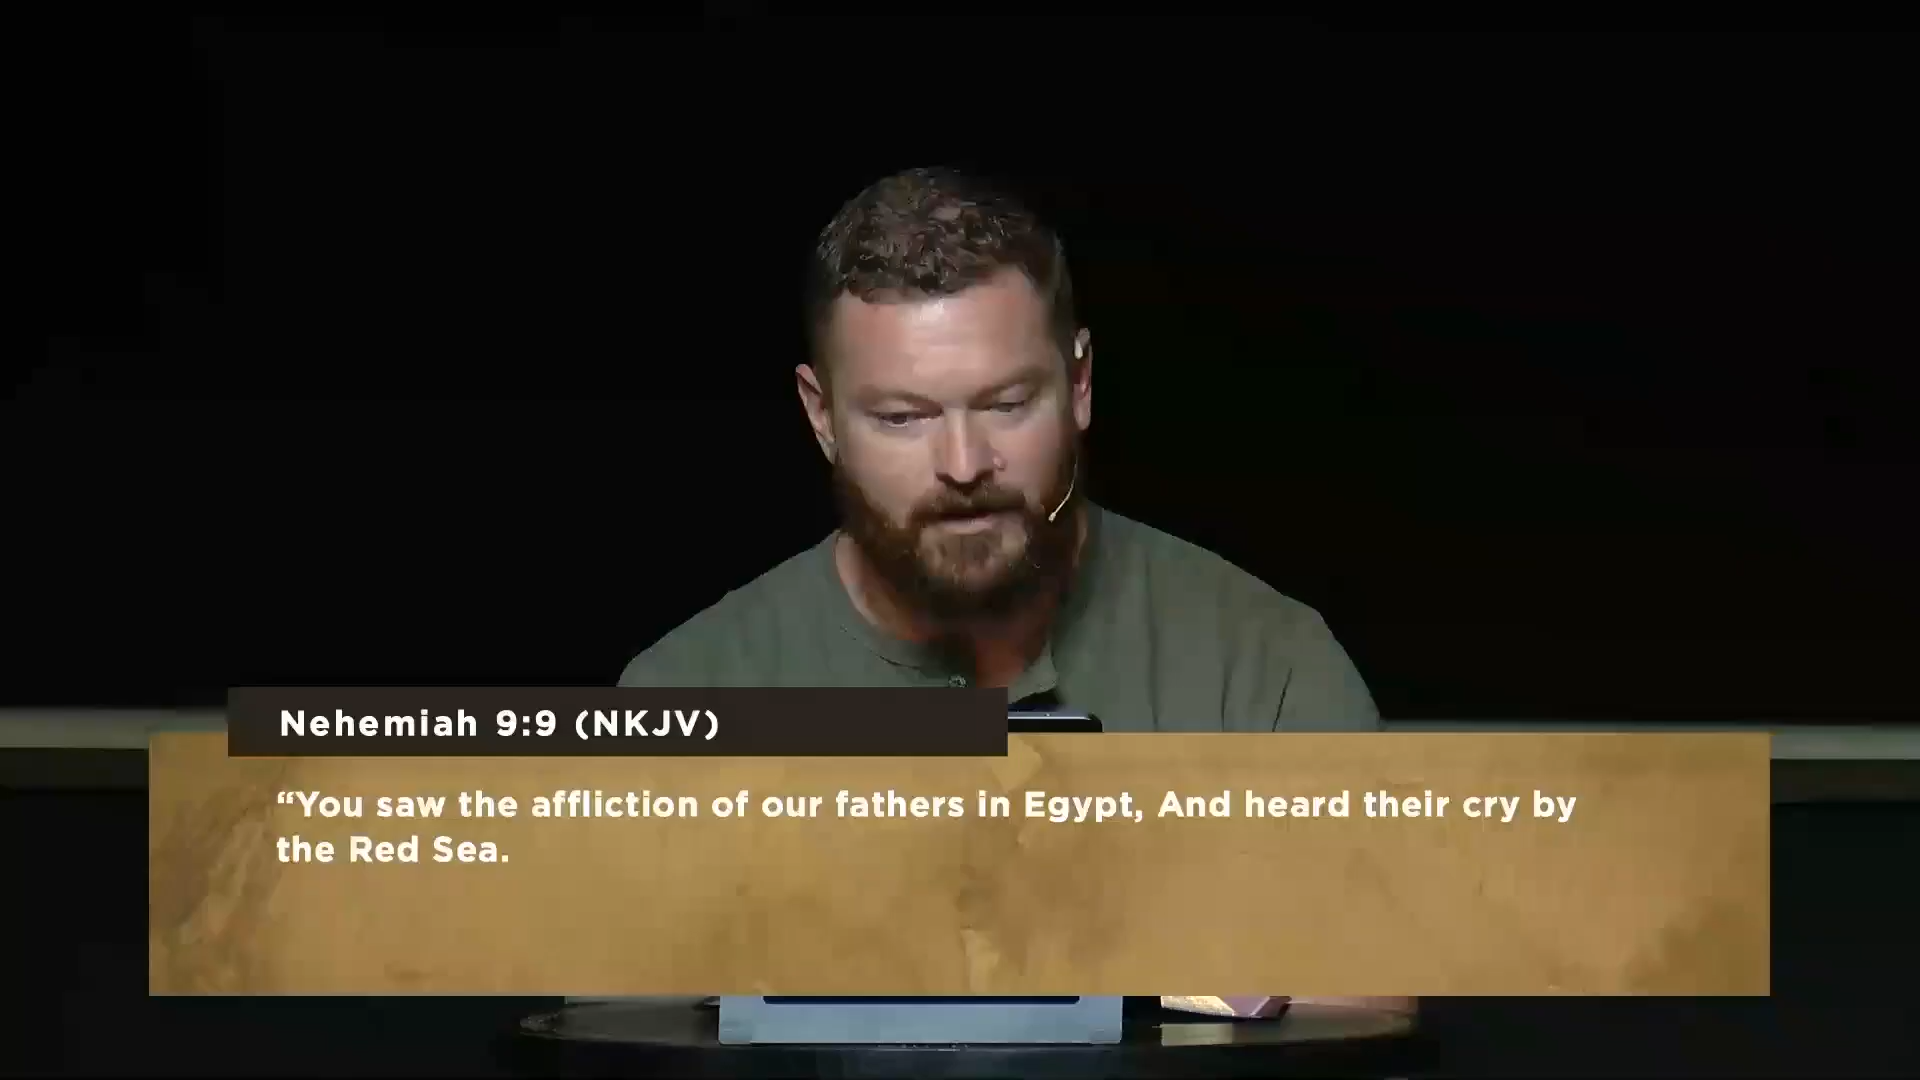 Nehemiah 9:9 (NKJV)
“You saw the affliction of our fathers in Egypt, And heard their cry by
the Red Sea.